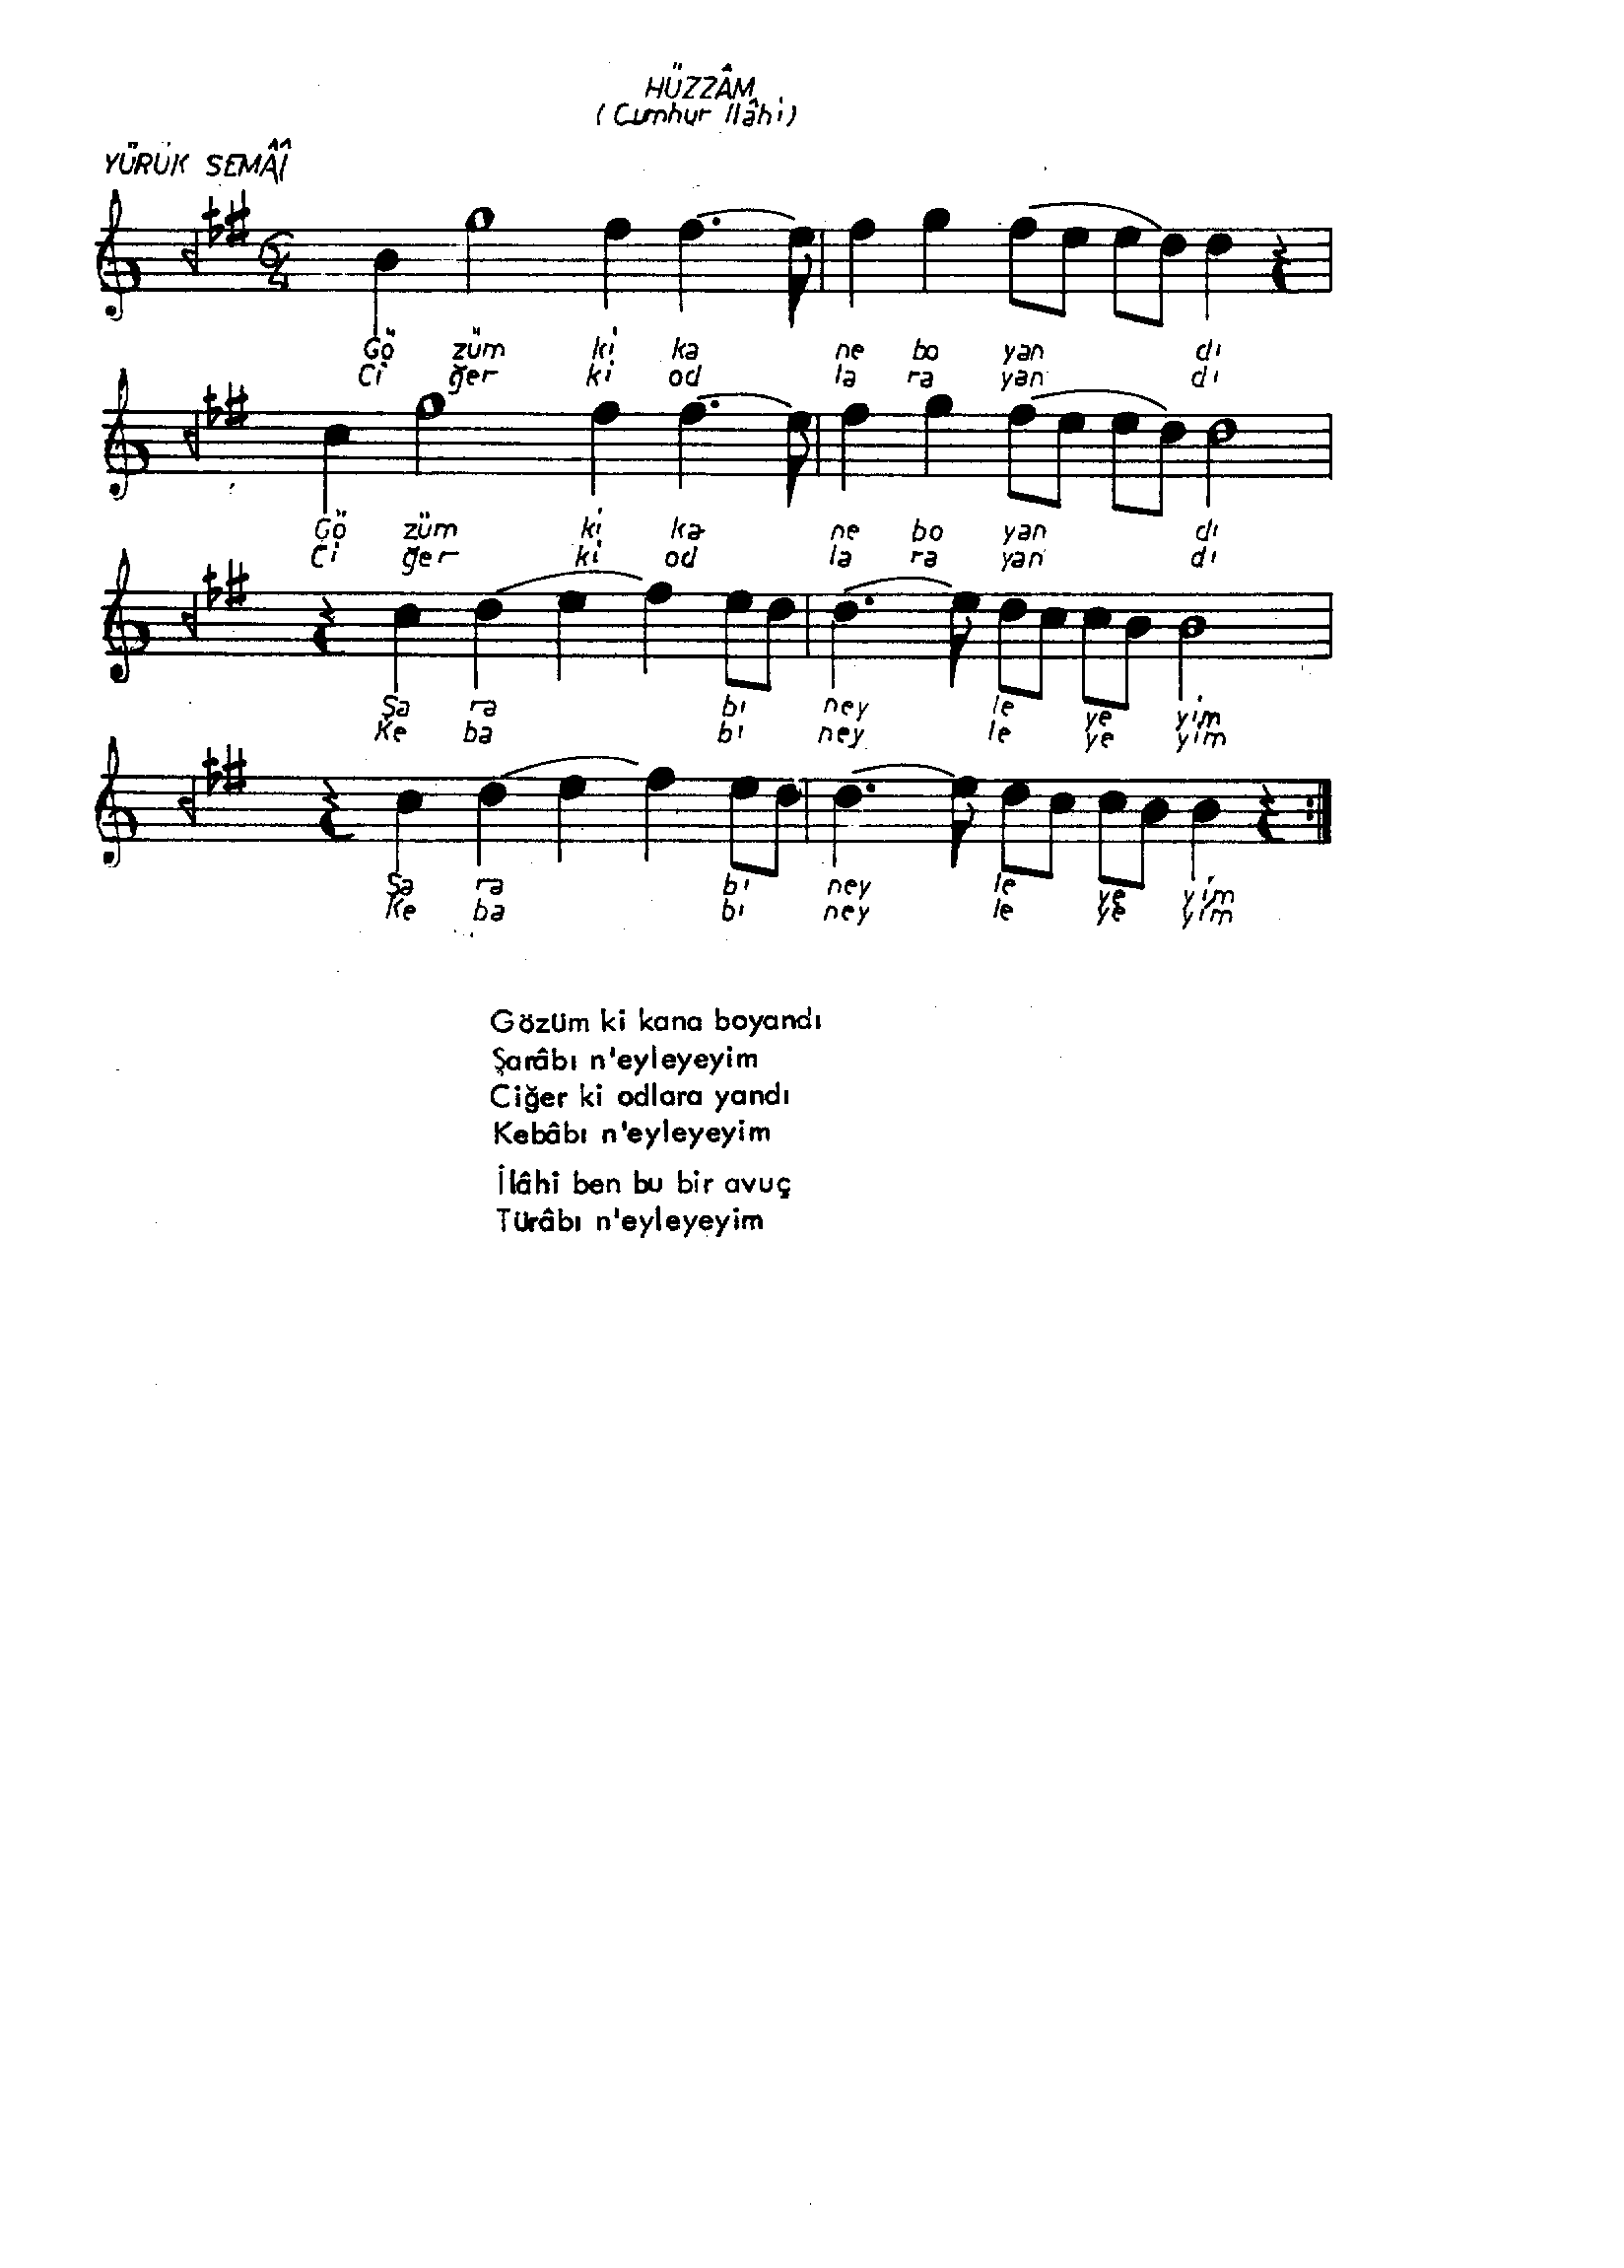 HÜZZÂM
(Cumhur Ilâhi)
YÜRÜK SEMÂÎ
6
4
Gö züm ki ka ne bo yan dı
Ci ğer ki od la ra yan dı
Gö züm ki ka ne bo yan dı
Ci ğer ki od la ra yan dı
Şa ra bı ney le ye yim
Ke ba bı ney le ye yim
Şa ra bı ney le ye yim
Ke ba bı ney le ye yim
Gözüm ki kana boyandı
Şarâbı n'eyleyeyim
Ciğer ki odlara yandı
Kebâbı n'eyleyeyim
İlâhi ben bu bir avuç
Türâbı n'eyleyeyim